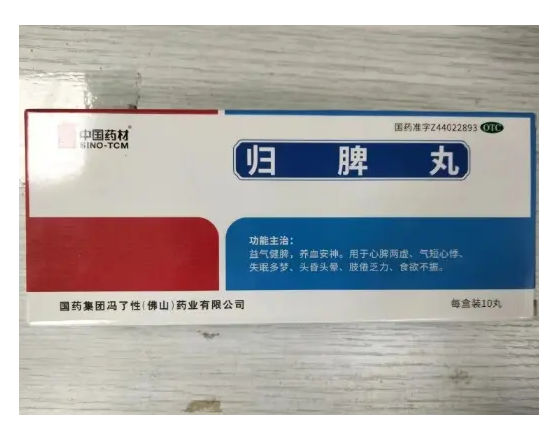 中国药材
SINO-TCM
国药准字Z44022893 OTC
归脾丸
功能主治：
益气健脾，养血安神。用于心脾两虚、气短心悸、
失眠多梦、头昏头晕、肢倦乏力、食欲不振。
国药集团冯了性(佛山)药业有限公司
每盒装10丸